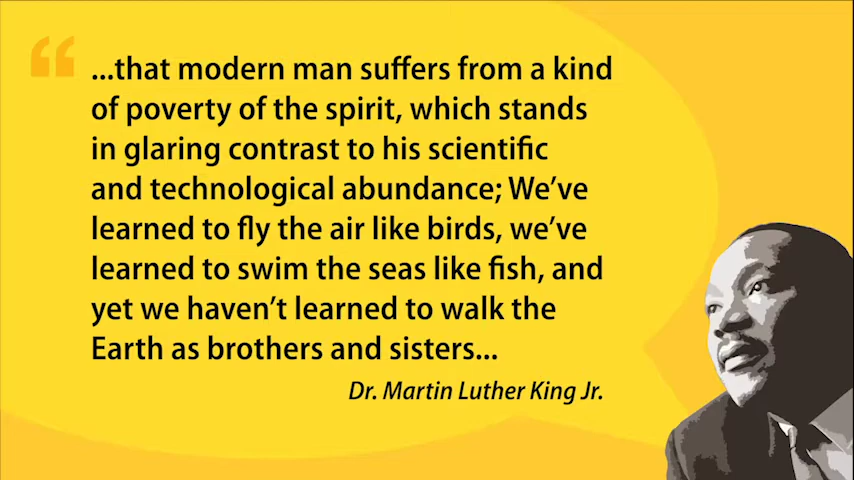 “
...that modern man suffers from a kind
of poverty of the spirit, which stands
in glaring contrast to his scientific
and technological abundance; We’ve
learned to fly the air like birds, we’ve
learned to swim the seas like fish, and
yet we haven’t learned to walk the
Earth as brothers and sisters...
Dr. Martin Luther King Jr.